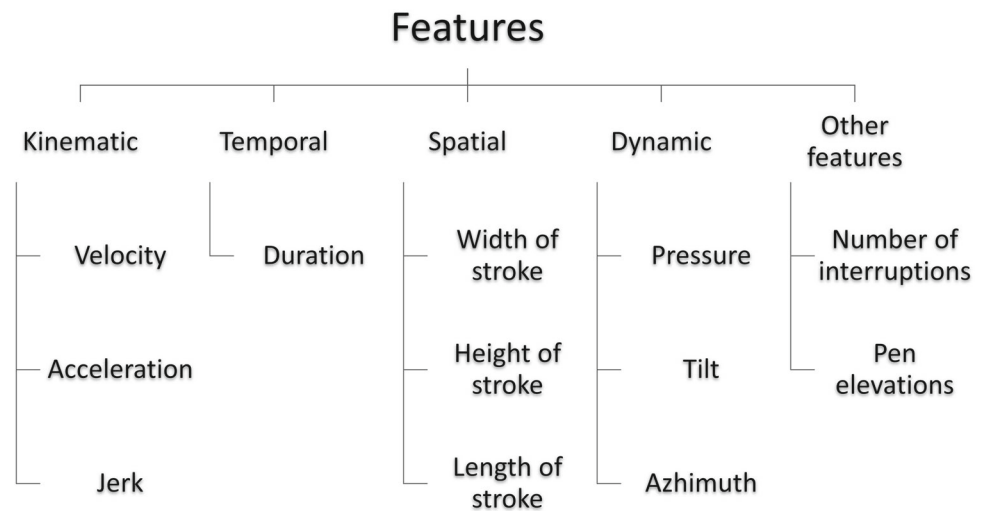 Features
Kinematic
Temporal
Spatial
Dynamic
Other
features
Velocity
Acceleration
Jerk
Duration
Width of
stroke
Height of
stroke
Length of
stroke
Pressure
Tilt
Azhimuth
Number of
interruptions
Pen
elevations